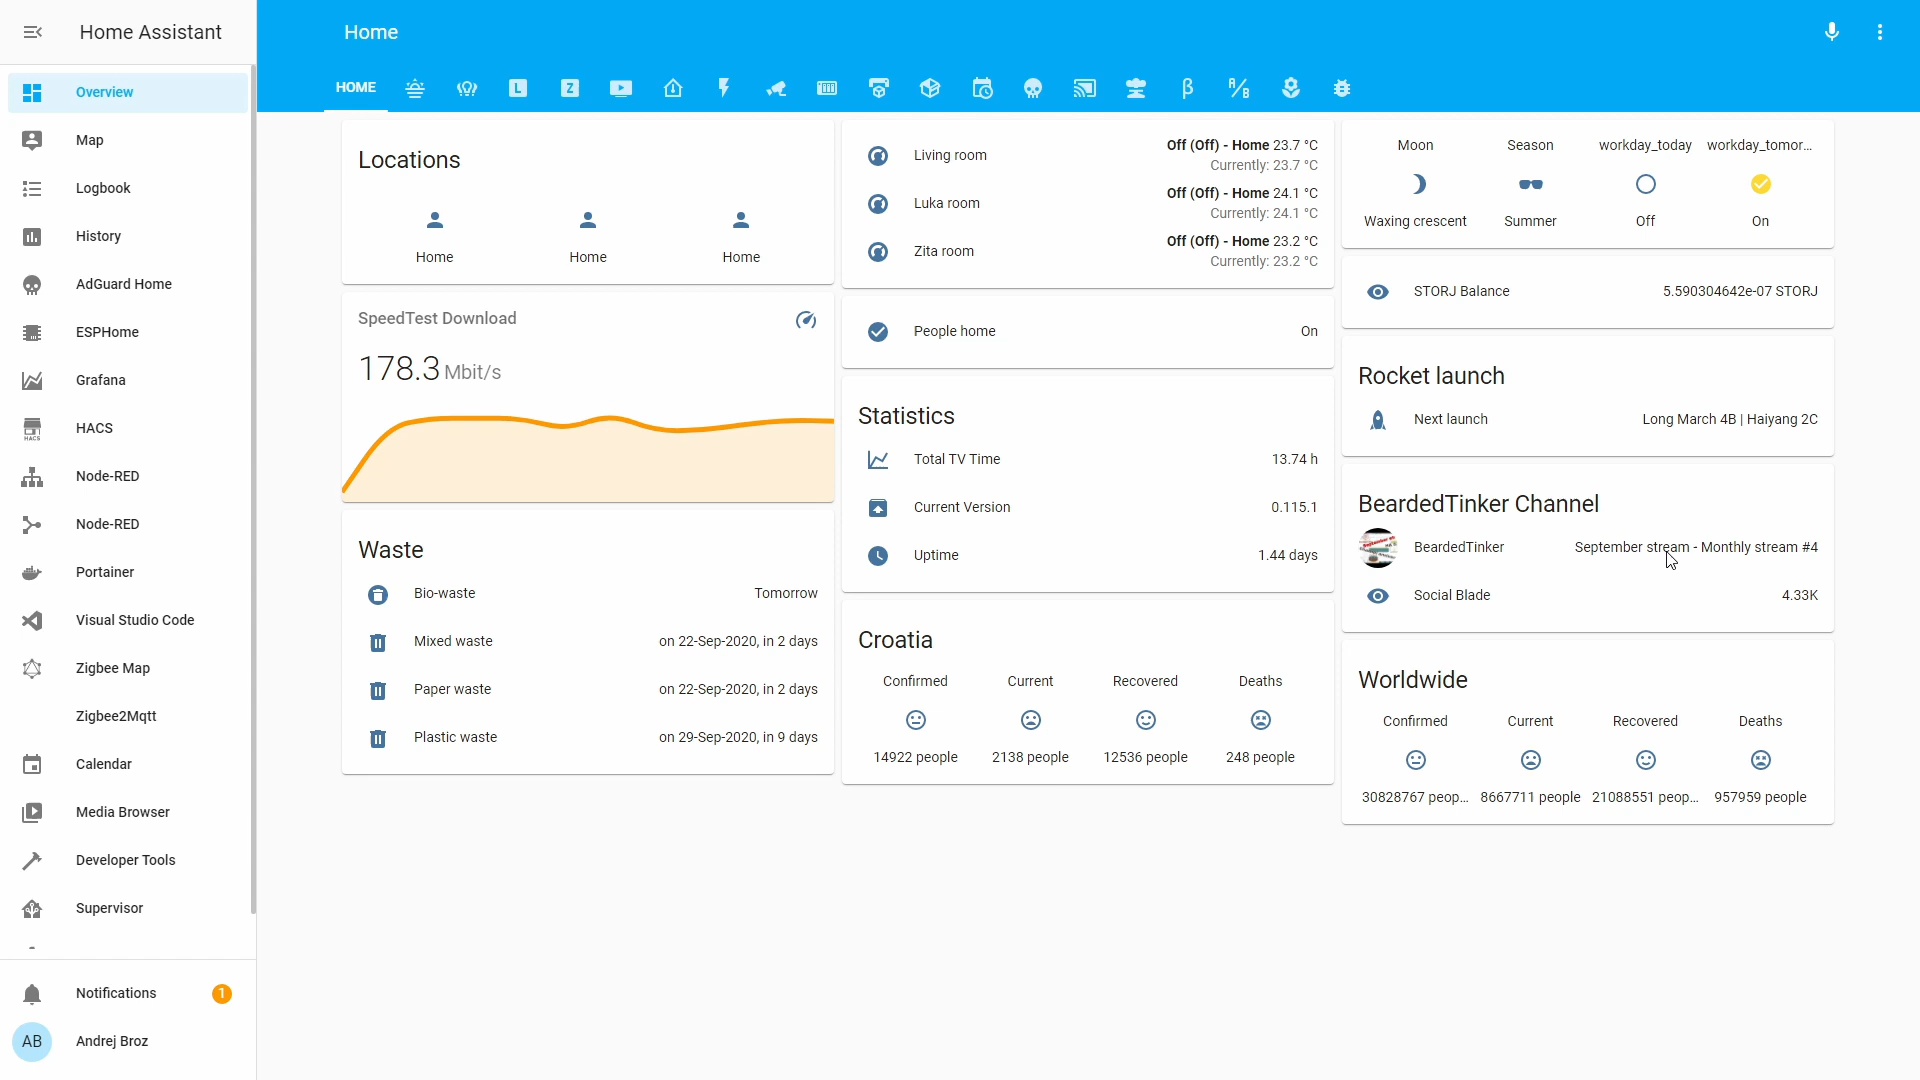 Home Assistant
Overview
Map
Logbook
History
AdGuard Home
ESPHome
Grafana
HACS
HACS
Node-RED
Node-RED
Portainer
Visual Studio Code
Zigbee Map
Zigbee2Mqtt
Calendar
Media Browser
Developer Tools
Supervisor
Notifications 1
AB Andrej Broz
Home
HOME L Z β A/B
Locations
Home Home Home
SpeedTest Download
178.3 Mbit/s
Waste
Bio-waste Tomorrow
Mixed waste on 22-Sep-2020, in 2 days
Paper waste on 22-Sep-2020, in 2 days
Plastic waste on 29-Sep-2020, in 9 days
Living room Off (Off) - Home 23.7 °C
Currently: 23.7 °C
Luka room Off (Off) - Home 24.1 °C
Currently: 24.1 °C
Zita room Off (Off) - Home 23.2 °C
Currently: 23.2 °C
People home On
Statistics
Total TV Time 13.74 h
Current Version 0.115.1
Uptime 1.44 days
Croatia
Confirmed Current Recovered Deaths
14922 people 2138 people 12536 people 248 people
Moon Season workday_today workday_tomor...
Waxing crescent Summer Off On
STORJ Balance 5.590304642e-07 STORJ
Rocket launch
Next launch Long March 4B | Haiyang 2C
BeardedTinker Channel
BeardedTinker September stream - Monthly stream #4
Social Blade 4.33K
Worldwide
Confirmed Current Recovered Deaths
30828767 peop... 8667711 people 21088551 peop... 957959 people